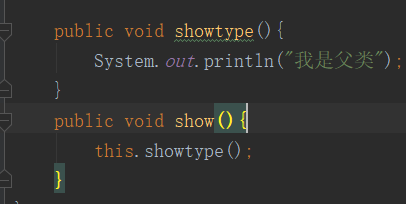 public void showtype(){
System.out.println("我是父类");
}
public void show(){
this.showtype();
}
}